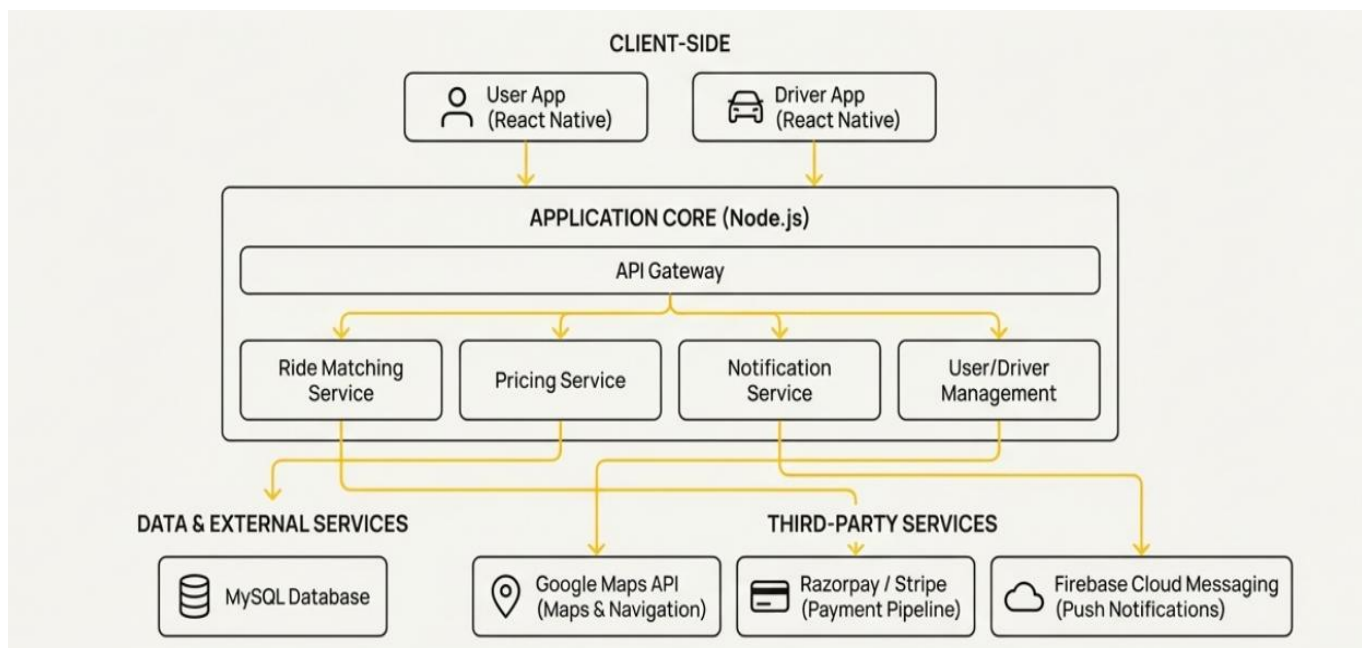 CLIENT-SIDE
User App
(React Native)
Driver App
(React Native)
APPLICATION CORE (Node.js)
API Gateway
Ride Matching
Service
Pricing Service
Notification
Service
User/Driver
Management
DATA & EXTERNAL SERVICES
THIRD-PARTY SERVICES
MySQL Database
Google Maps API
(Maps & Navigation)
Razorpay / Stripe
(Payment Pipeline)
Firebase Cloud Messaging
(Push Notifications)